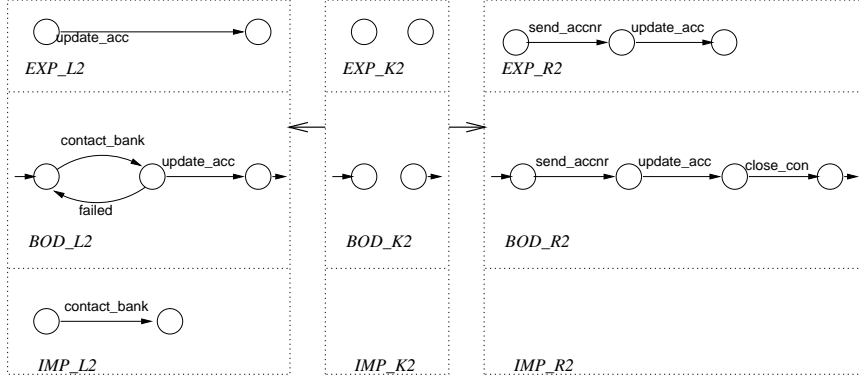 update_acc
EXP_L2
EXP_K2
send_accnr update_acc
EXP_R2
contact_bank
update_acc
failed
BOD_L2
BOD_K2
send_accnr update_acc close_con
BOD_R2
contact_bank
IMP_L2
IMP_K2
IMP_R2